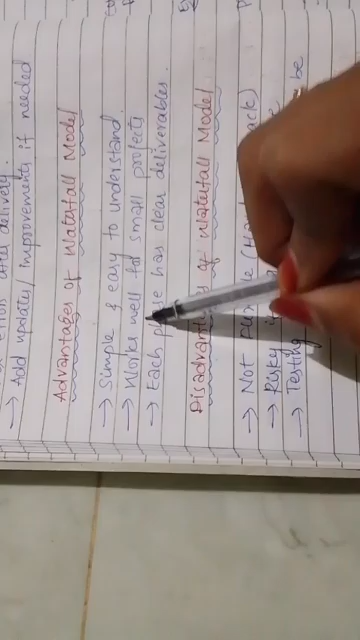 errors after delivery.
→ Add updates/improvements if needed
Advantages of Waterfall Model
→ Simple & easy to understand
→ Works well for small projects
→ Each phase has clear deliverables.
Disadvantages of Waterfall Model
→ Not
→ Risky
→ Testing be